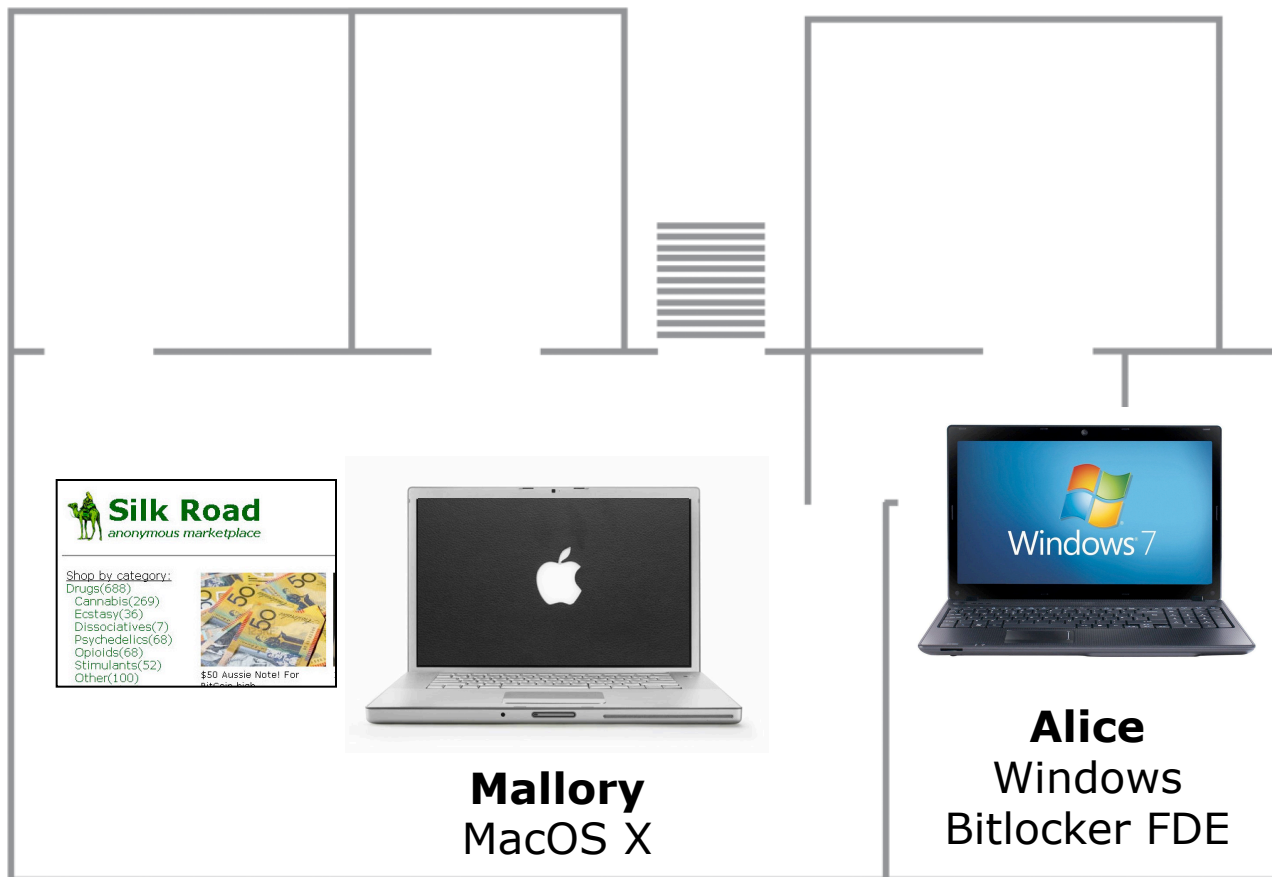 Silk Road
anonymous marketplace
Shop by category:
Drugs(688)
Cannabis(269)
Ecstasy(36)
Dissociatives(7)
Psychedelics(68)
Opioids(68)
Stimulants(52)
Other(100)
$50 Aussie Note! For
Mallory
MacOS X
Windows 7
Alice
Windows
Bitlocker FDE